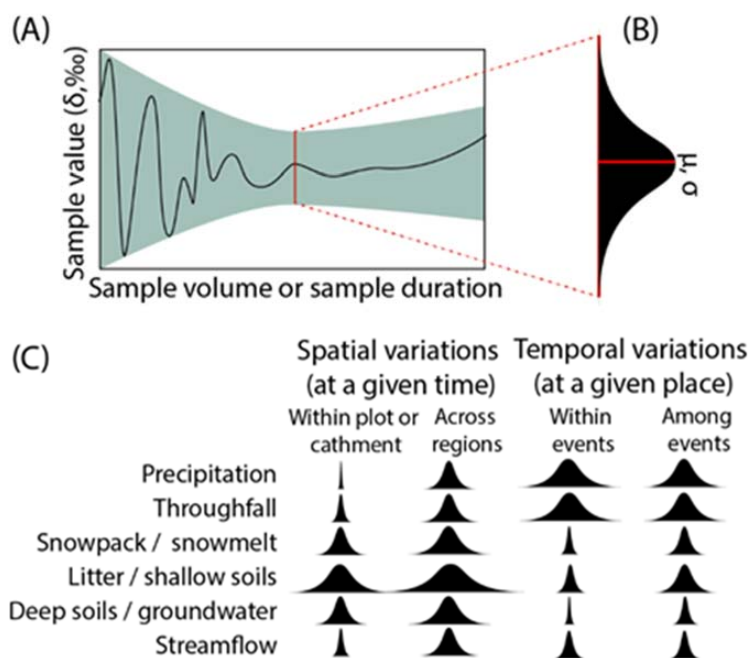 (A)
(B)
Sample value (δ,‰)
μ, σ
Sample volume or sample duration
(C)
Spatial variations
(at a given time)
Temporal variations
(at a given place)
Within plot or
cathment
Across
regions
Within
events
Among
events
Precipitation
Throughfall
Snowpack / snowmelt
Litter / shallow soils
Deep soils / groundwater
Streamflow